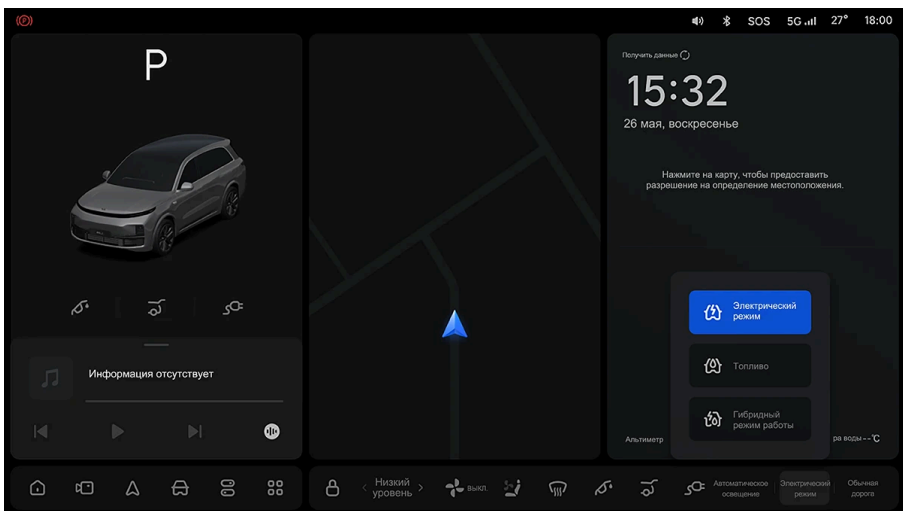 SOS
5G
27°
18:00
P
Информация отсутствует
Получить данные
15:32
26 мая, воскресенье
Нажмите на карту, чтобы предоставить
разрешение на определение местоположения.
Электрический
режим
Топливо
Гибридный
режим работы
Альтиметр
ра воды--℃
Низкий
уровень
выкл.
Автоматическое
освещение
Электрический
режим
Обычная
дорога